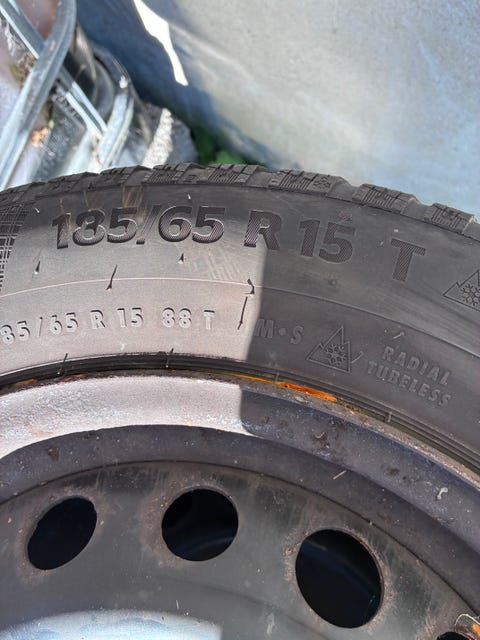 185/65 R 15 T
85/65 R 15 88 T M•S
RADIAL
TUBELESS